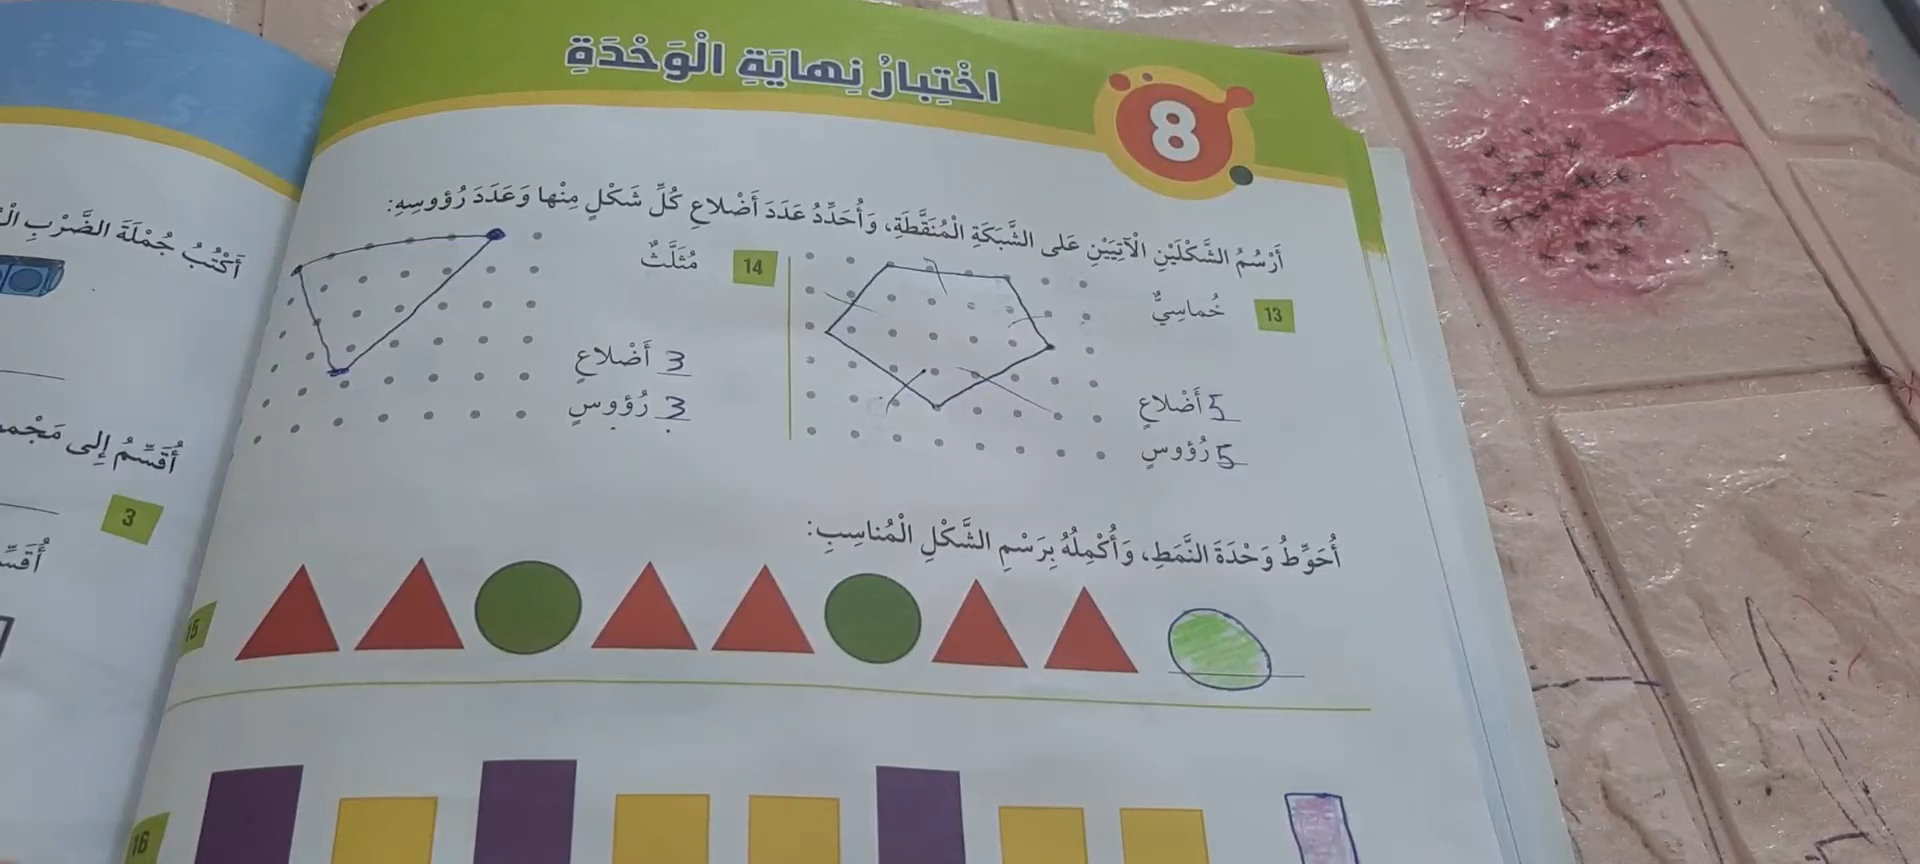 اخْتِبارُ نِهايَةِ الْوَحْدَةِ
8
أَرْسُمُ الشَّكْلَيْنِ الْآتِيَيْنِ عَلى الشَّبَكَةِ الْمُنَقَّطَةِ، وَأُحَدِّدُ عَدَدَ أَضْلاعِ كُلِّ شَكْلٍ مِنْها وَعَدَدَ رُؤوسِهِ:
13 خُماسِيٌّ
5 أَضْلاعٍ
5 رُؤوسٍ
14 مُثَلَّثٌ
3 أَضْلاعٍ
3 رُؤوسٍ
أُحَوِّطُ وَحْدَةَ النَّمَطِ، وَأُكْمِلُهُ بِرَسْمِ الشَّكْلِ الْمُناسِبِ:
15
16
أَكْتُبُ جُمْلَةَ الضَّرْبِ
أُقَسِّمُ إِلى
3